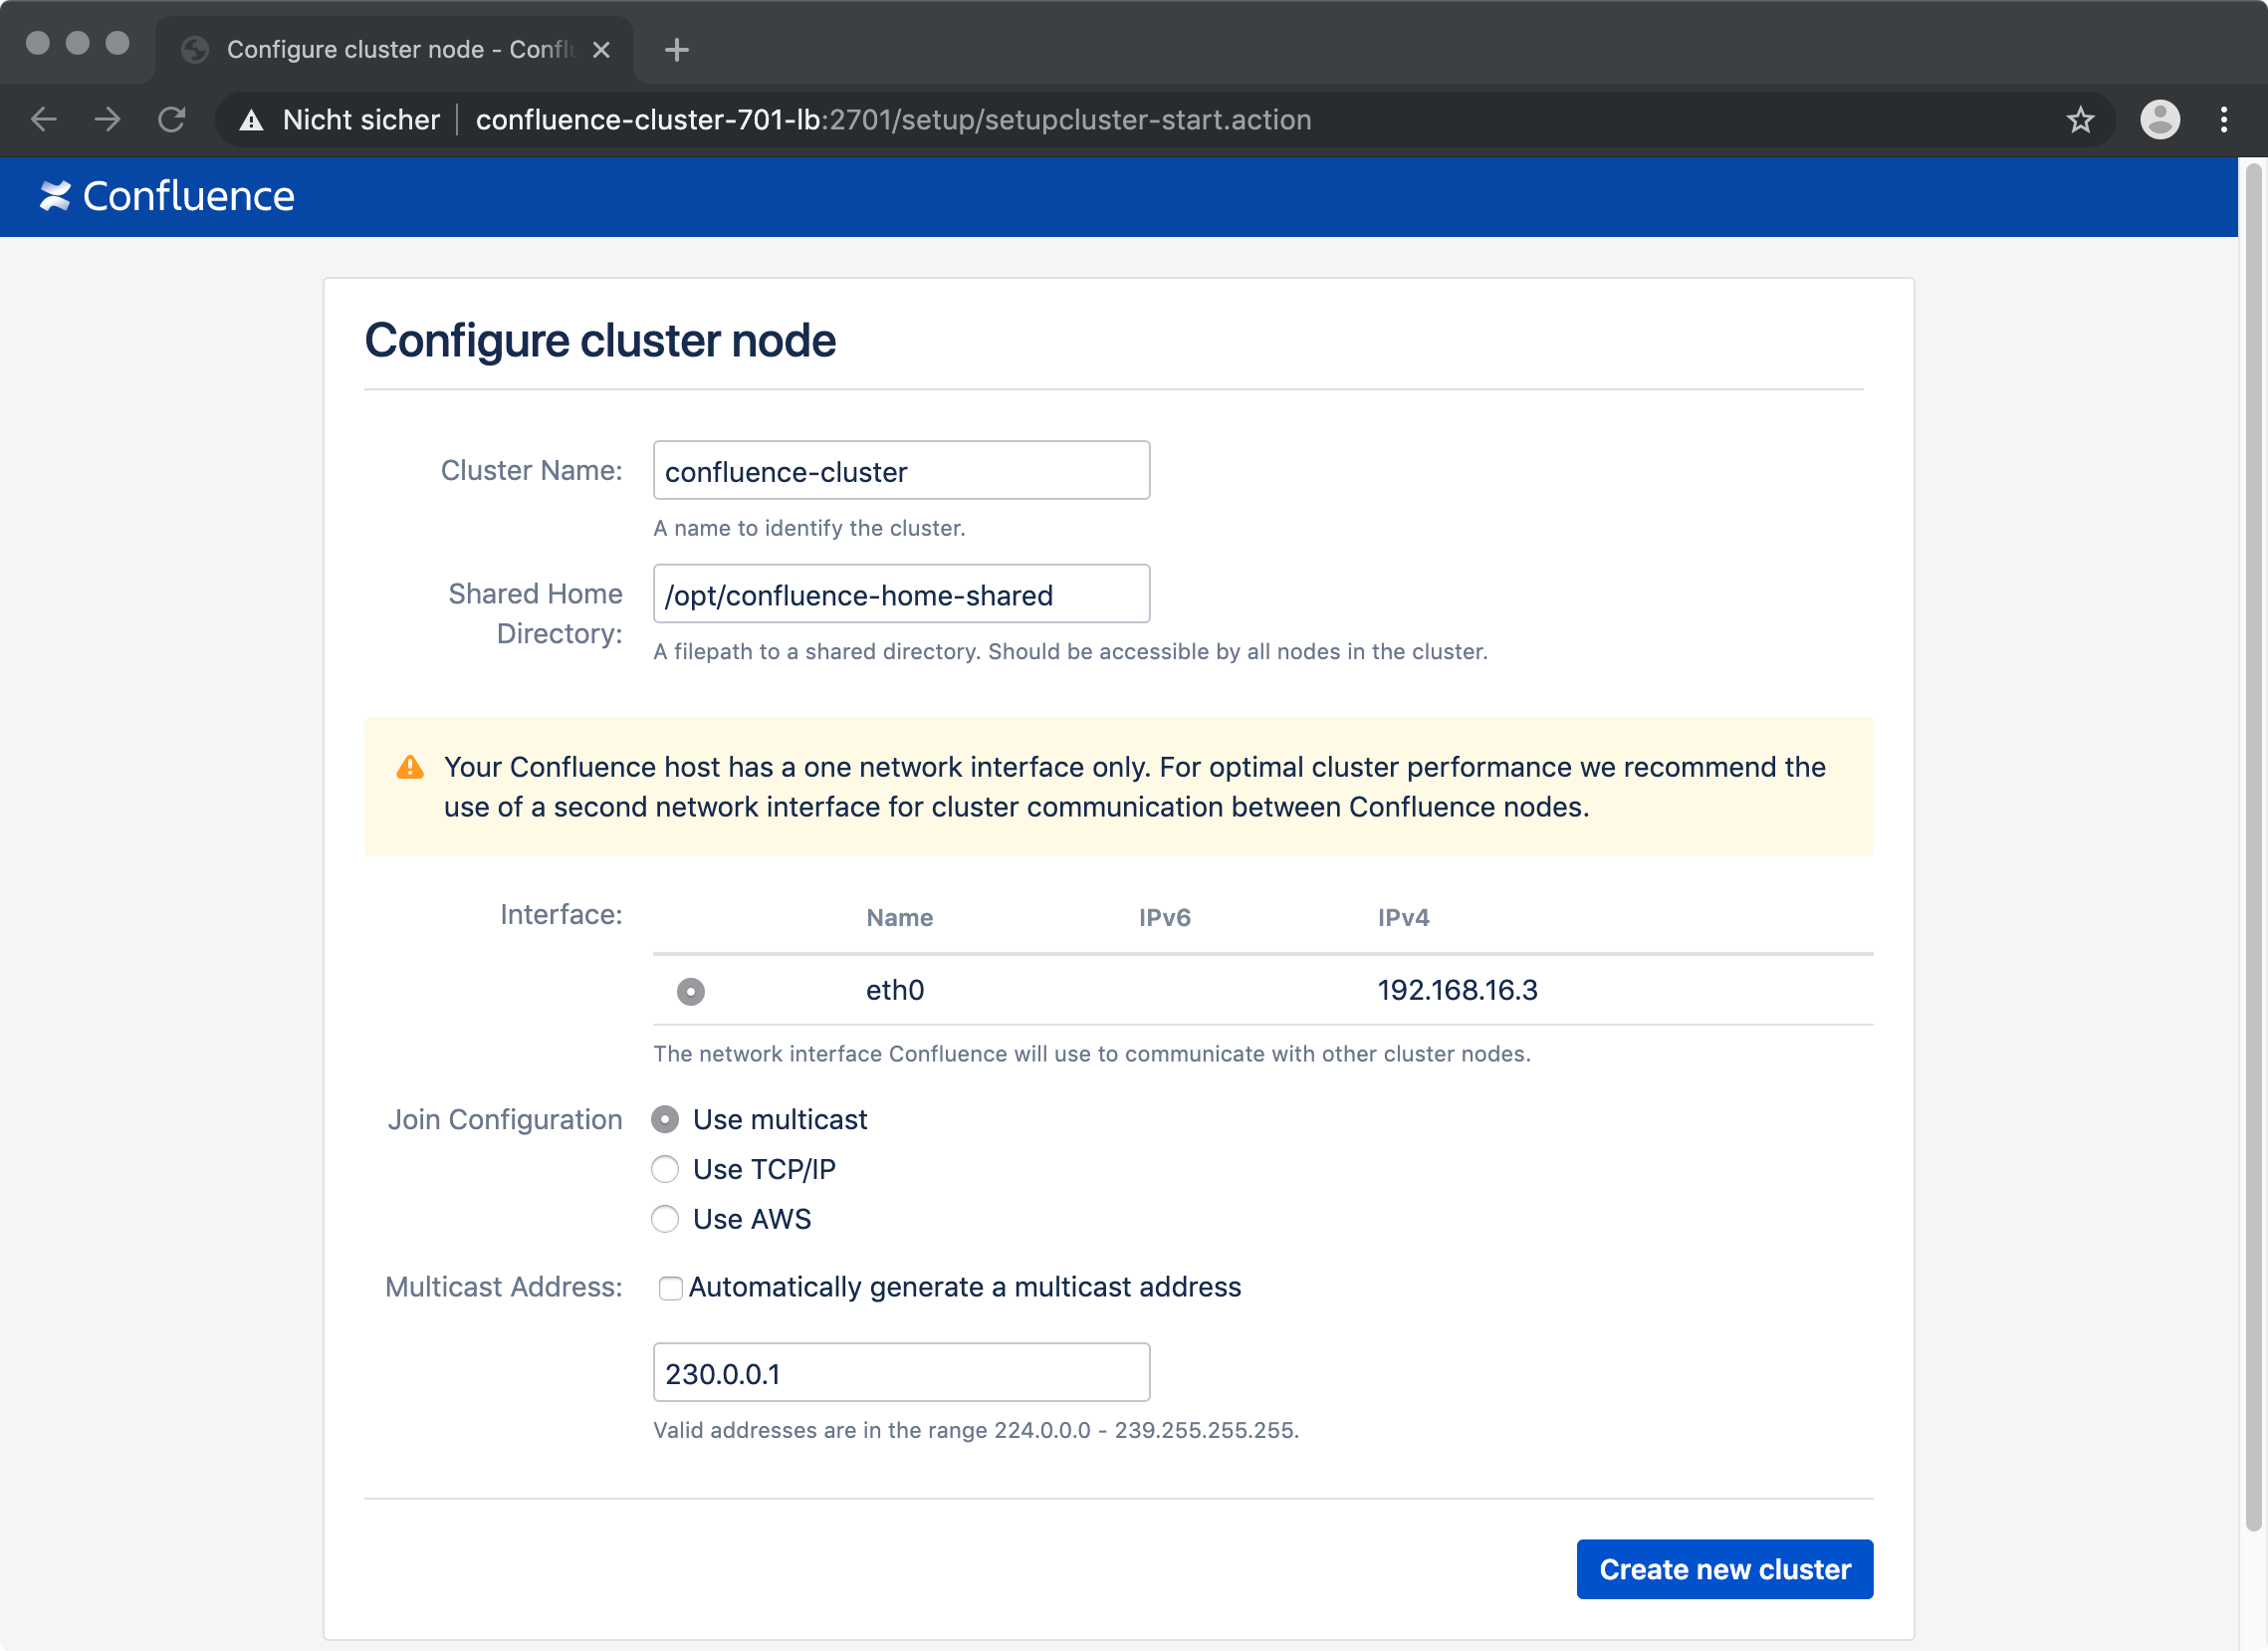 Configure cluster node - Confl
Nicht sicher confluence-cluster-701-lb:2701/setup/setupcluster-start.action
Confluence
Configure cluster node
Cluster Name: confluence-cluster
A name to identify the cluster.
Shared Home Directory: /opt/confluence-home-shared
A filepath to a shared directory. Should be accessible by all nodes in the cluster.
Your Confluence host has a one network interface only. For optimal cluster performance we recommend the
use of a second network interface for cluster communication between Confluence nodes.
Interface: Name IPv6 IPv4
eth0 192.168.16.3
The network interface Confluence will use to communicate with other cluster nodes.
Join Configuration Use multicast
Use TCP/IP
Use AWS
Multicast Address: Automatically generate a multicast address
230.0.0.1
Valid addresses are in the range 224.0.0.0 - 239.255.255.255.
Create new cluster